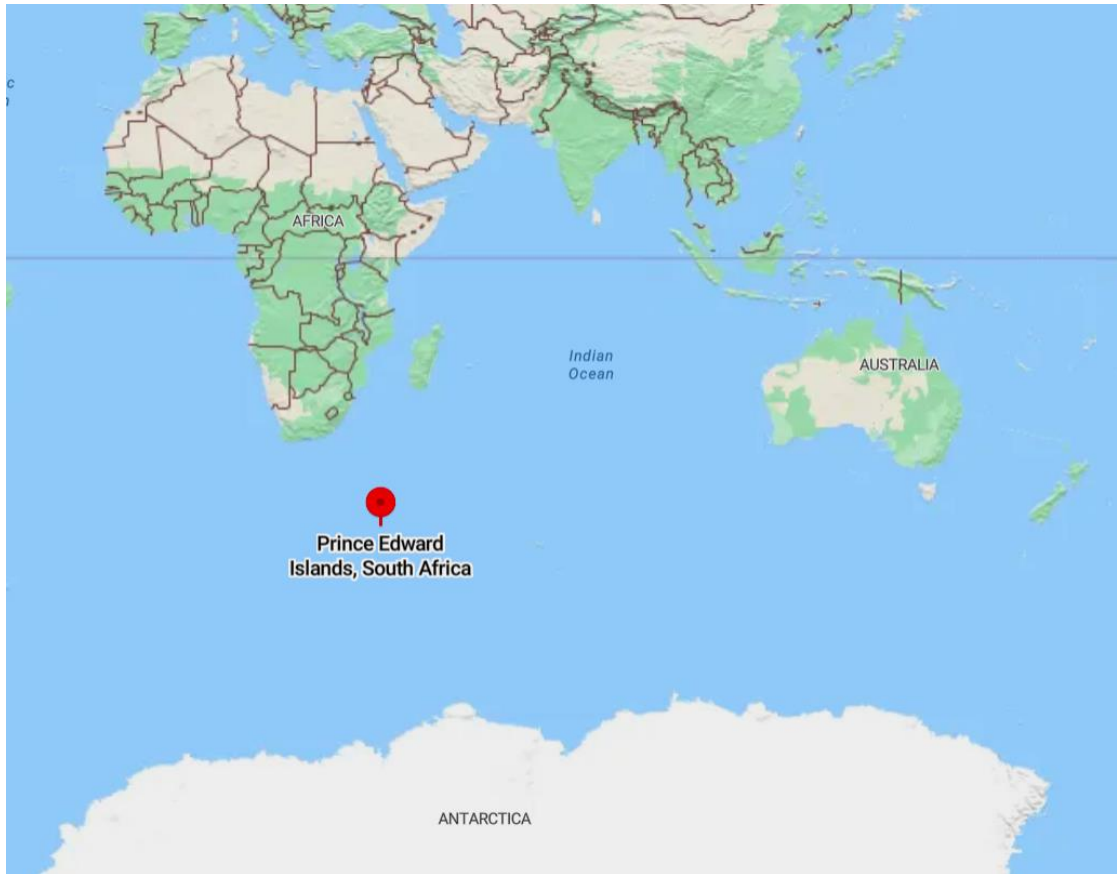 AFRICA
Indian
Ocean
AUSTRALIA
Prince Edward
Islands, South Africa
ANTARCTICA